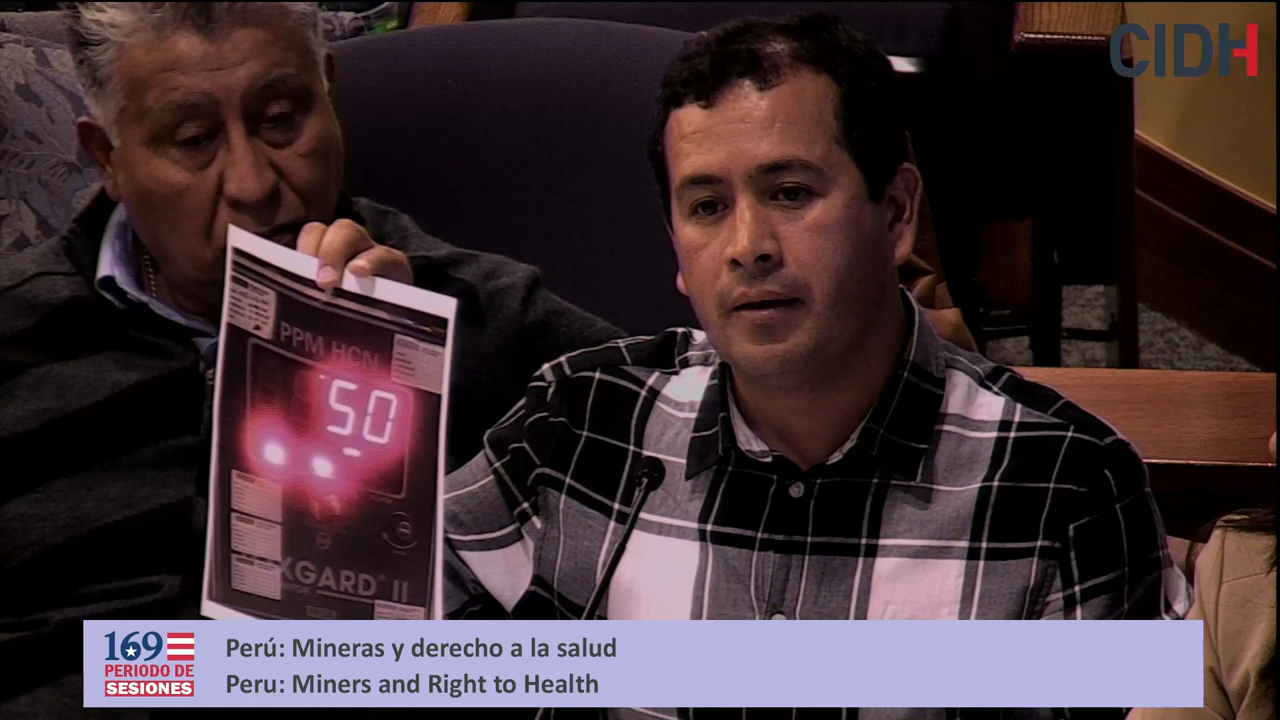 CIDH
PPM HCN
50
XGARD® II
169
PERIODO DE
SESIONES
Perú: Mineras y derecho a la salud
Peru: Miners and Right to Health